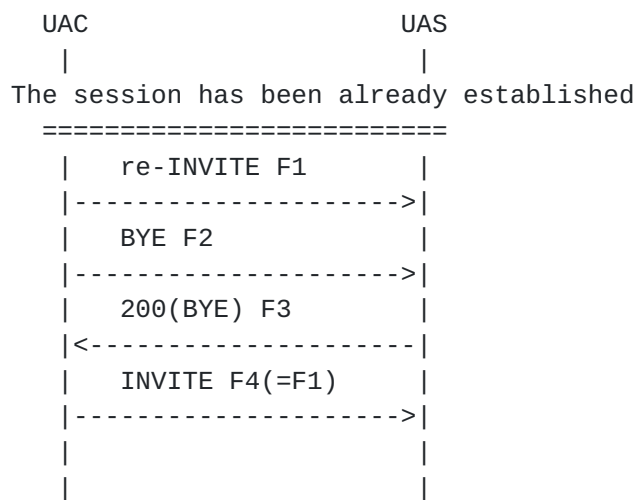 UAC UAS
The session has been already established
re-INVITE F1
BYE F2
200(BYE) F3
INVITE F4(=F1)